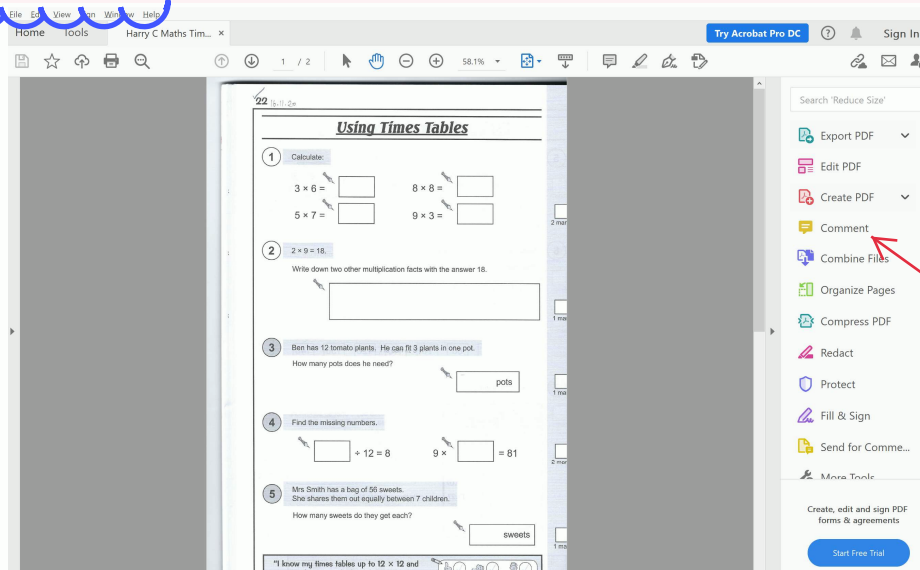 File Edit View Sign Window Help
Home Tools Harry C Maths Tim... ×
Try Acrobat Pro DC
Sign In
1 / 2
58.1%
22 16.11.20
Using Times Tables
1 Calculate:
3 × 6 =
8 × 8 =
5 × 7 =
9 × 3 =
2 mar
2 2 × 9 = 18.
Write down two other multiplication facts with the answer 18.
1 ma
3 Ben has 12 tomato plants. He can fit 3 plants in one pot.
How many pots does he need?
pots
1 ma
4 Find the missing numbers.
÷ 12 = 8
9 × = 81
2 mar
5 Mrs Smith has a bag of 56 sweets.
She shares them out equally between 7 children.
How many sweets do they get each?
sweets
1 ma
"I know my times tables up to 12 × 12 and
Search 'Reduce Size'
Export PDF
Edit PDF
Create PDF
Comment
Combine Files
Organize Pages
Compress PDF
Redact
Protect
Fill & Sign
Send for Comme...
More Tools
Create, edit and sign PDF
forms & agreements
Start Free Trial